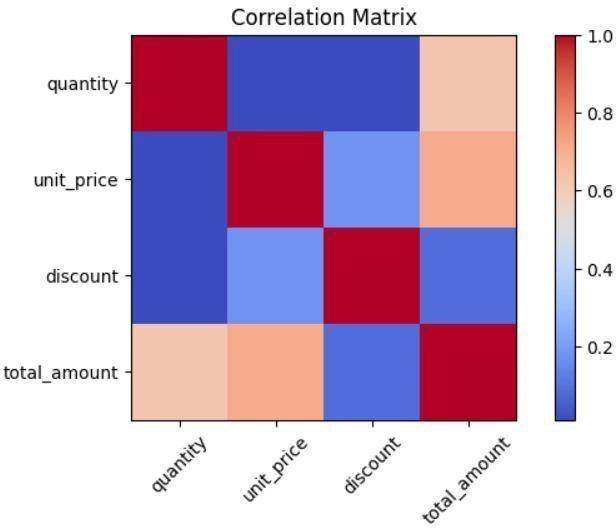 Correlation Matrix
quantity
unit_price
discount
total_amount
quantity
unit_price
discount
total_amount
1.0
0.8
0.6
0.4
0.2